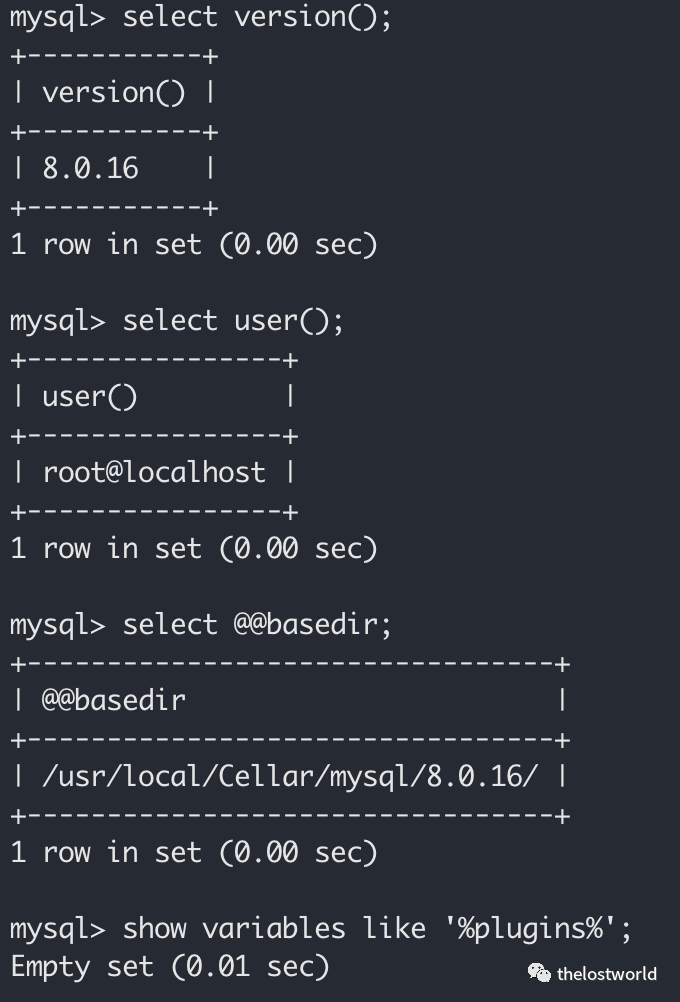 mysql> select version();
+-----------+
| version() |
+-----------+
| 8.0.16    |
+-----------+
1 row in set (0.00 sec)

mysql> select user();
+----------------+
| user()         |
+----------------+
| root@localhost |
+----------------+
1 row in set (0.00 sec)

mysql> select @@basedir;
+---------------------------------+
| @@basedir                       |
+---------------------------------+
| /usr/local/Cellar/mysql/8.0.16/ |
+---------------------------------+
1 row in set (0.00 sec)

mysql> show variables like '%plugins%';
Empty set (0.01 sec)
thelostworld